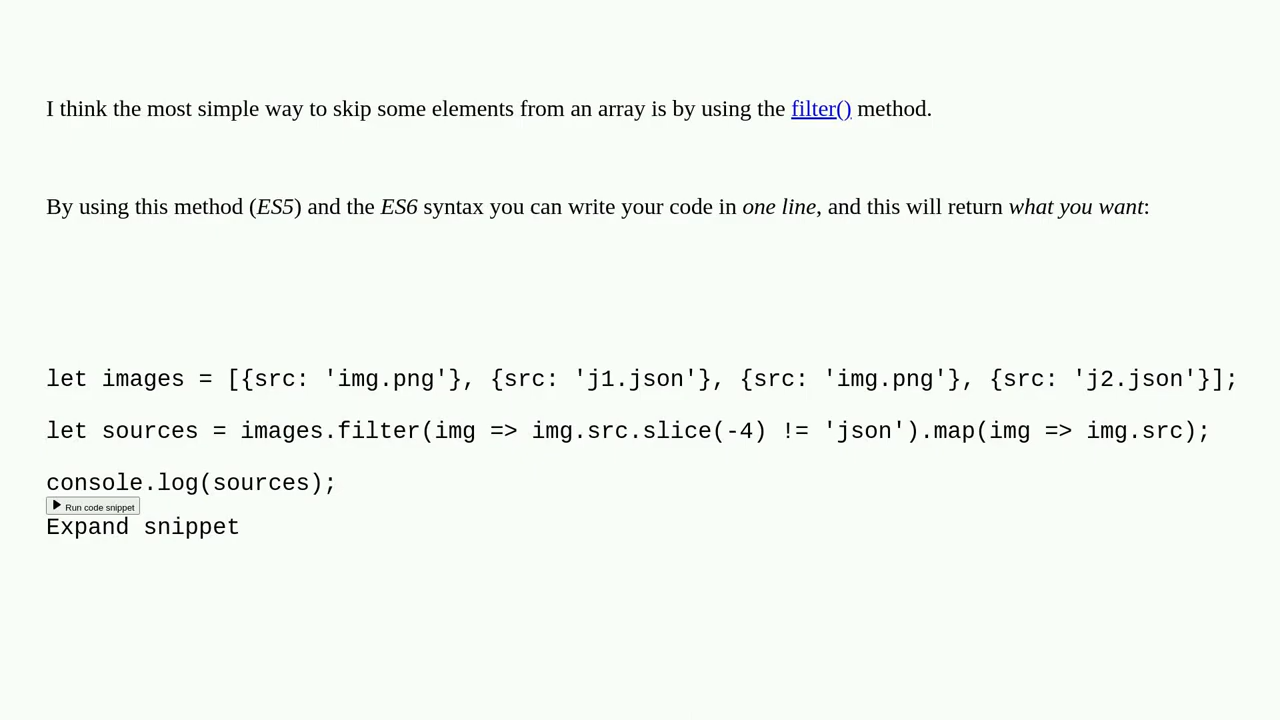 I think the most simple way to skip some elements from an array is by using the filter() method.
By using this method (ES5) and the ES6 syntax you can write your code in one line, and this will return what you want:
let images = [{src: 'img.png'}, {src: 'j1.json'}, {src: 'img.png'}, {src: 'j2.json'}];
let sources = images.filter(img => img.src.slice(-4) != 'json').map(img => img.src);
console.log(sources);
Run code snippet
Expand snippet